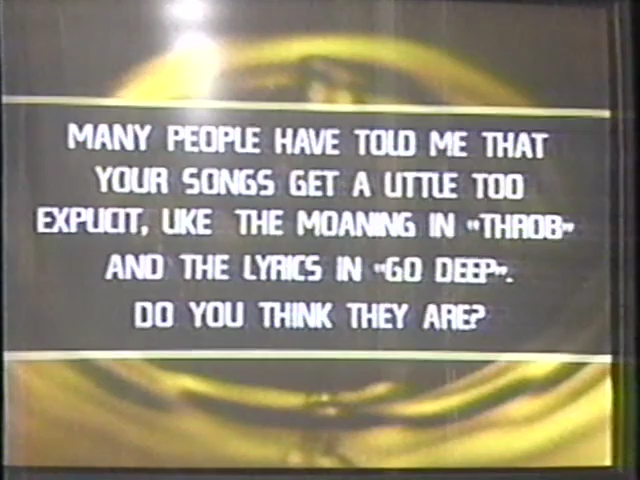 MANY PEOPLE HAVE TOLD ME THAT
YOUR SONGS GET A LITTLE TOO
EXPLICIT, LIKE THE MOANING IN "THROB"
AND THE LYRICS IN "GO DEEP".
DO YOU THINK THEY ARE?